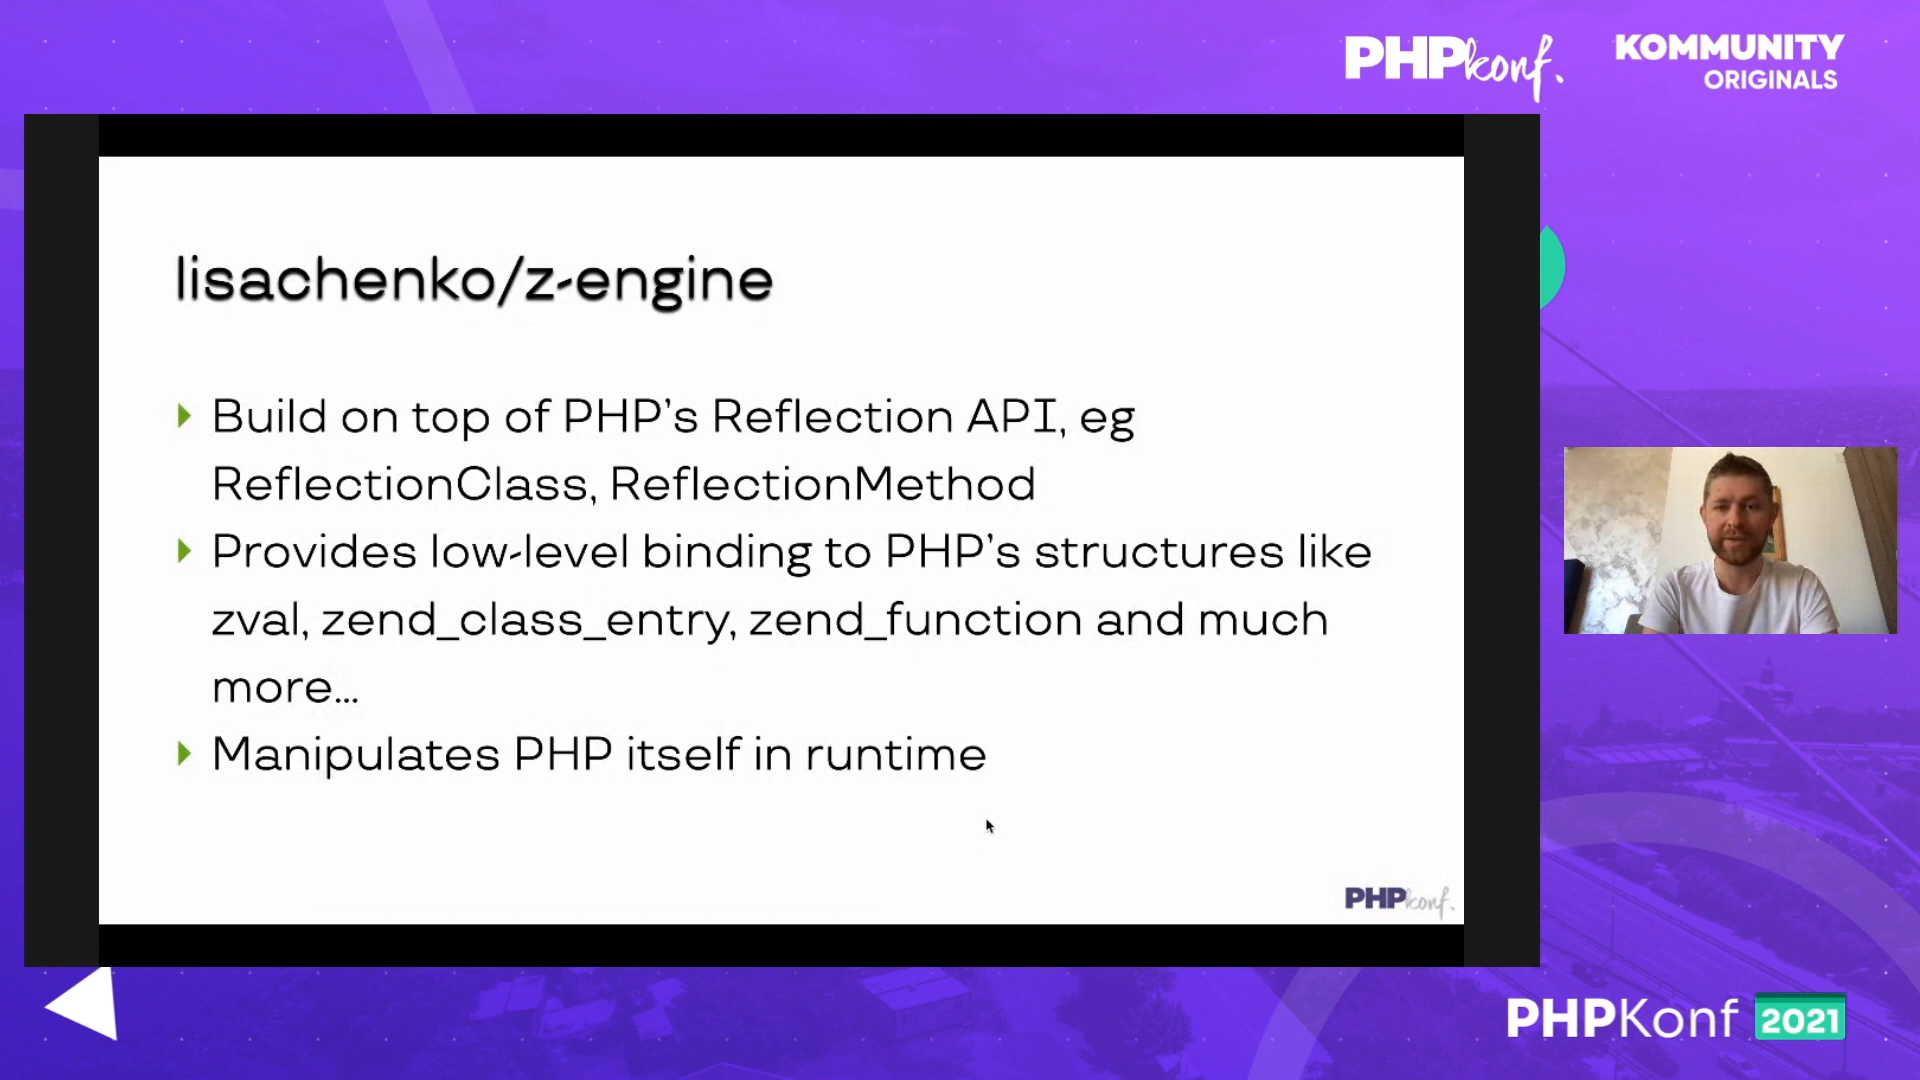 PHPkonf.
KOMMUNITY
ORIGINALS
lisachenko/z-engine
Build on top of PHP’s Reflection API, eg
ReflectionClass, ReflectionMethod
Provides low-level binding to PHP’s structures like
zval, zend_class_entry, zend_function and much
more...
Manipulates PHP itself in runtime
PHPkonf.
PHPKonf 2021